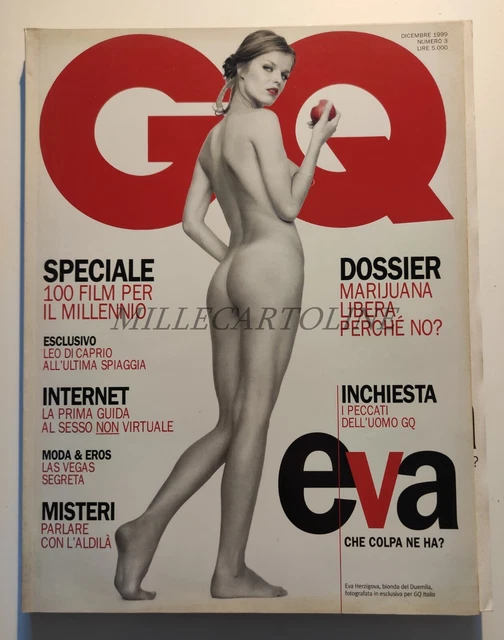 GQ
DICEMBRE 1999
NUMERO 3
LIRE 5.000
SPECIALE
100 FILM PER
IL MILLENNIO
ESCLUSIVO
LEO DI CAPRIO
ALL'ULTIMA SPIAGGIA
INTERNET
LA PRIMA GUIDA
AL SESSO NON VIRTUALE
MODA & EROS
LAS VEGAS
SEGRETA
MISTERI
PARLARE
CON L'ALDILÀ
DOSSIER
MARIJUANA
LIBERA
PERCHÉ NO?
MILLECARTOLINE
INCHIESTA
I PECCATI
DELL'UOMO GQ
eva
CHE COLPA NE HA?
Eva Herzigova, bionda del Duemila,
fotografata in esclusiva per GQ Italia
?